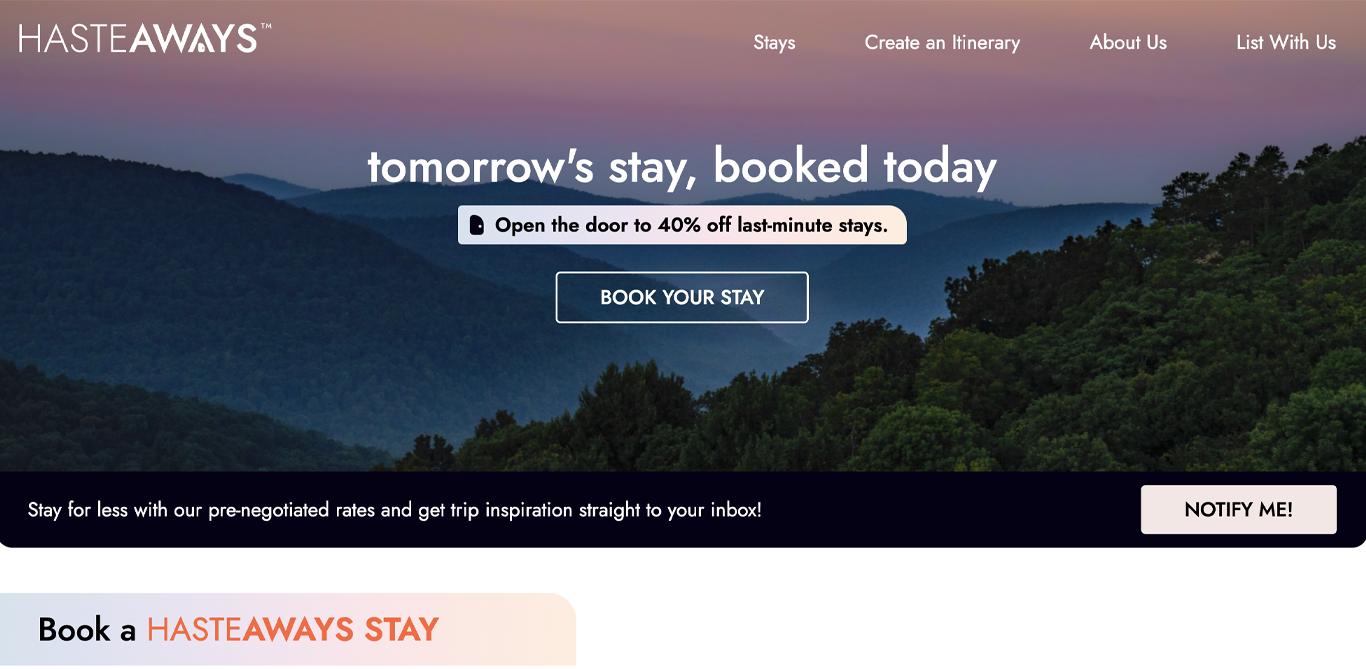 HASTEAWAYS™
Stays
Create an Itinerary
About Us
List With Us
tomorrow's stay, booked today
Open the door to 40% off last-minute stays.
BOOK YOUR STAY
Stay for less with our pre-negotiated rates and get trip inspiration straight to your inbox!
NOTIFY ME!
Book a HASTEAWAYS STAY